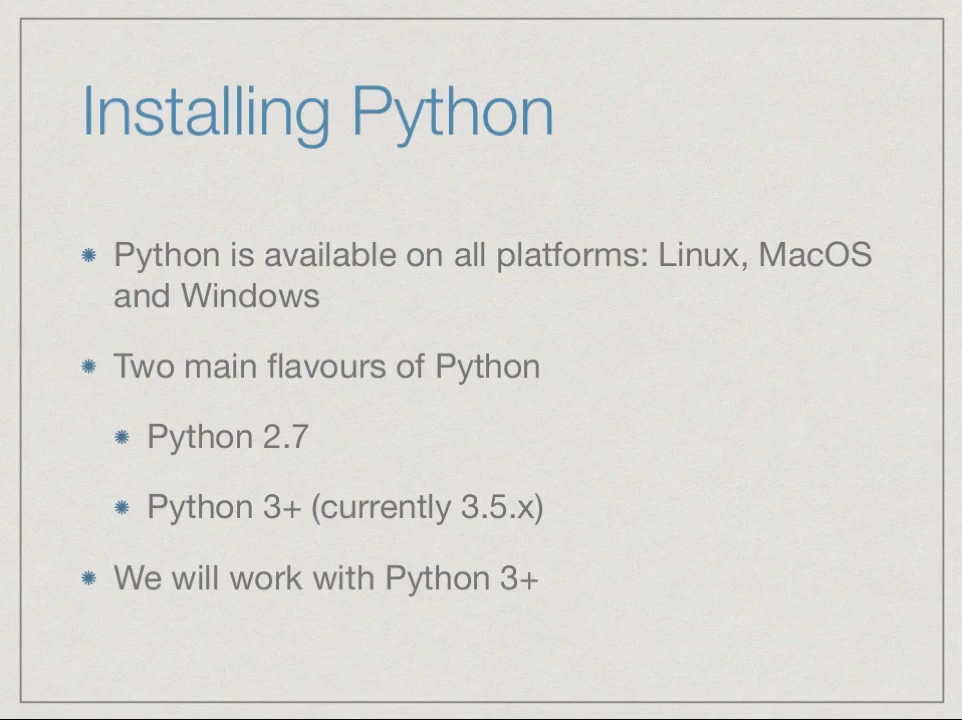 Installing Python
Python is available on all platforms: Linux, MacOS
and Windows
Two main flavours of Python
Python 2.7
Python 3+ (currently 3.5.x)
We will work with Python 3+